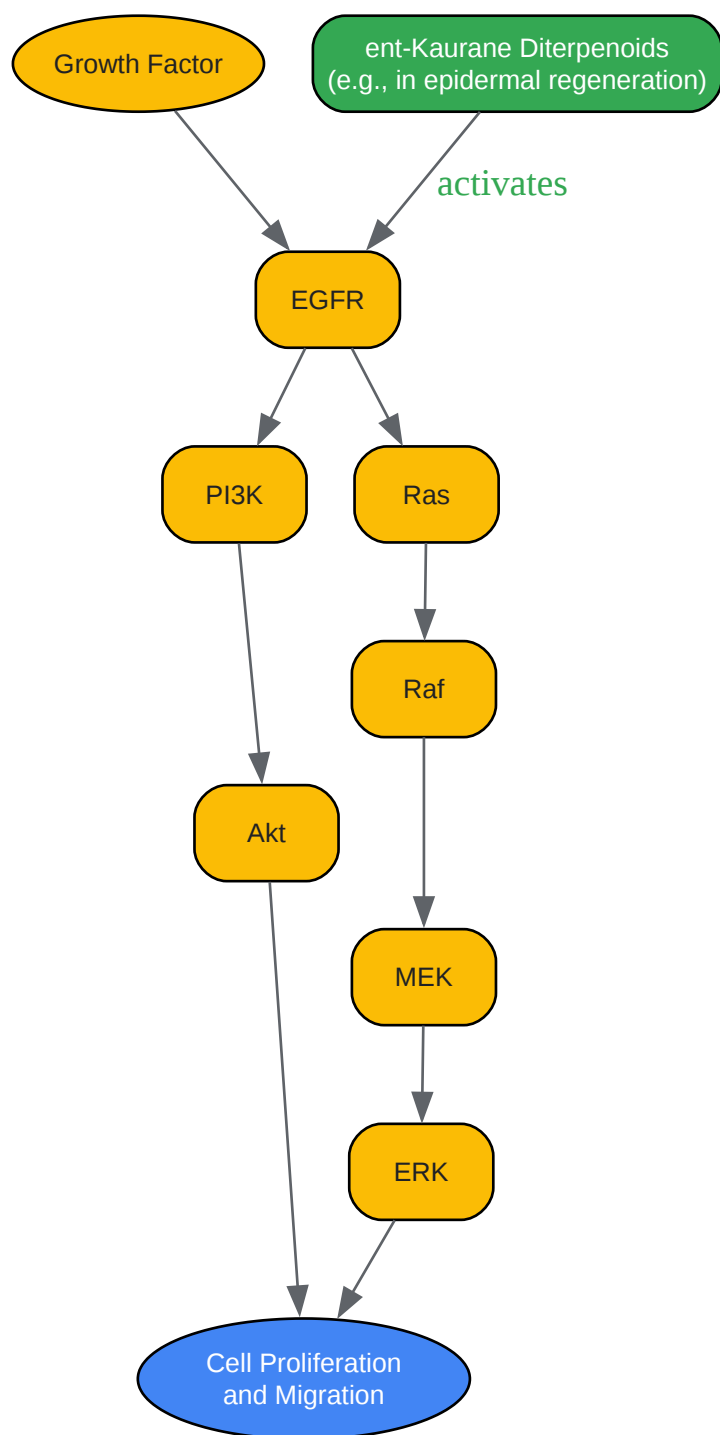 Growth Factor
ent-Kaurane Diterpenoids
(e.g., in epidermal regeneration)
activates
EGFR
PI3K
Ras
Raf
Akt
MEK
ERK
Cell Proliferation
and Migration